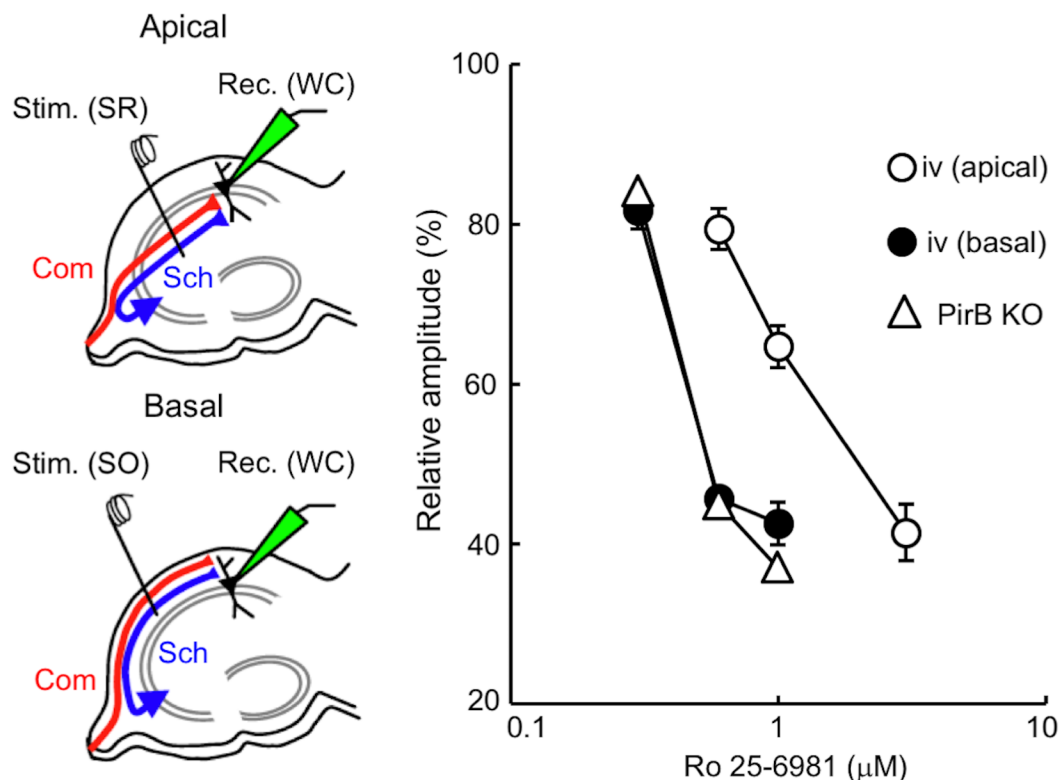 Apical
Stim. (SR)
Rec. (WC)
Com
Sch
Basal
Stim. (SO)
Rec. (WC)
Com
Sch
Relative amplitude (%)
100
80
60
40
20
0.1
1
10
Ro 25-6981 (μM)
iv (apical)
iv (basal)
PirB KO